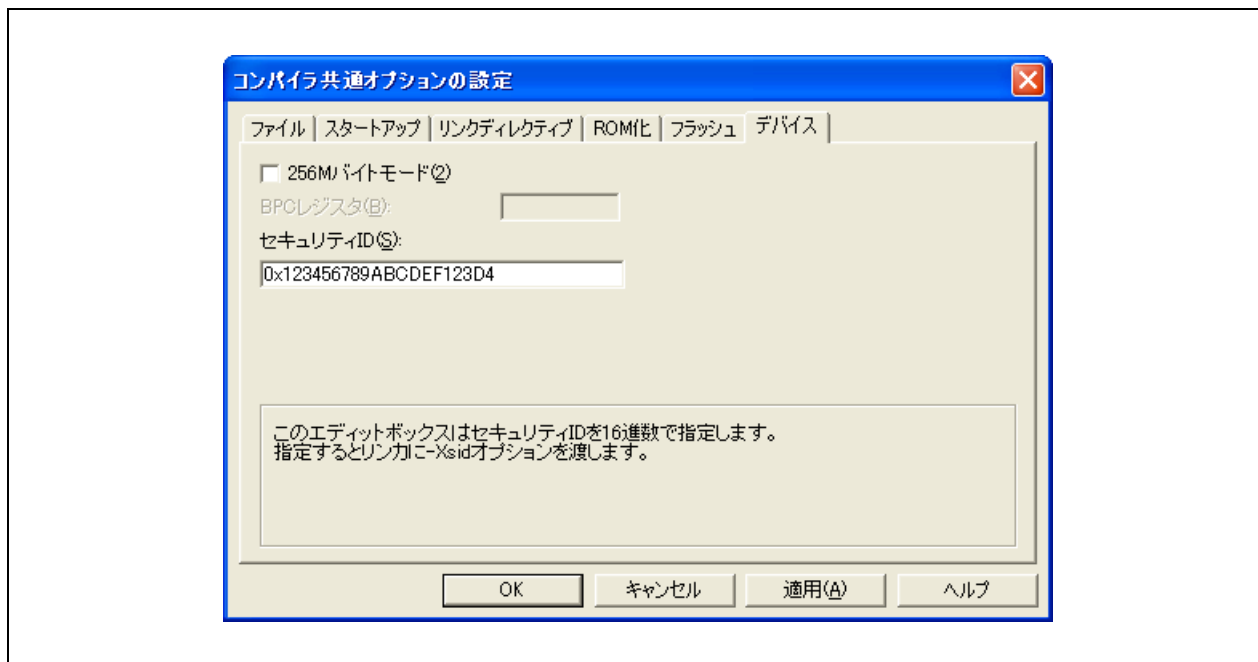 コンパイラ共通オプションの設定
ファイル スタートアップ リンクディレクティブ ROM化 フラッシュ デバイス
256Mバイトモード(2)
BPCレジスタ(B):
セキュリティID(S):
0x123456789ABCDEF123D4
このエディットボックスはセキュリティIDを16進数で指定します。
指定するとリンカに-Xsidオプションを渡します。
OK キャンセル 適用(A) ヘルプ